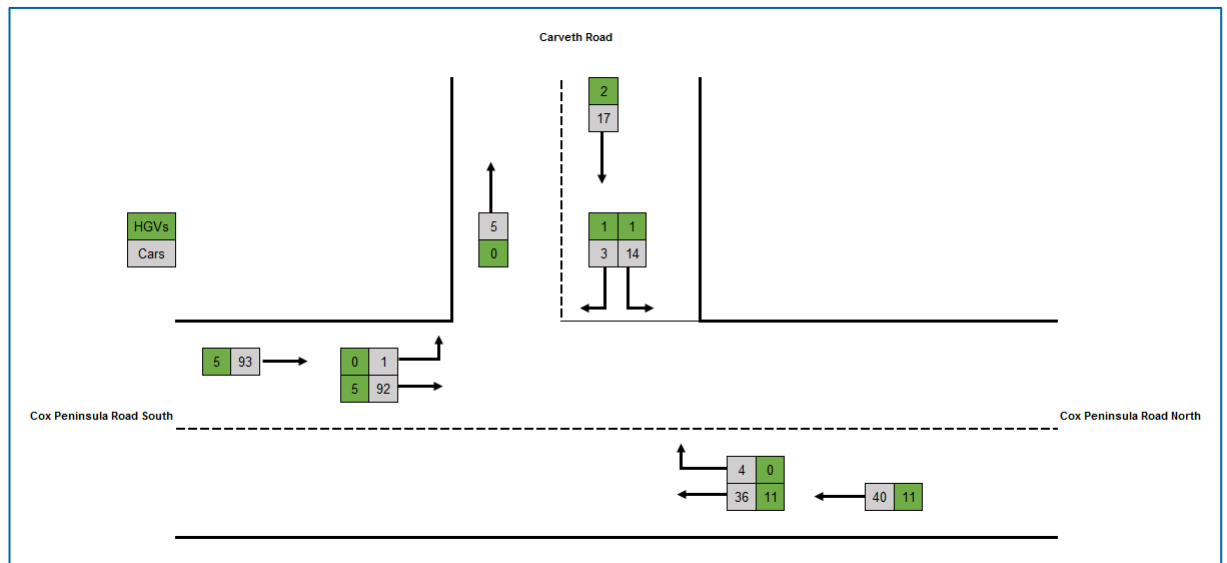 Carveth Road
2
17
HGVs
Cars
5
0
1 1
3 14
5 93
0 1
5 92
Cox Peninsula Road South
Cox Peninsula Road North
4 0
36 11
40 11